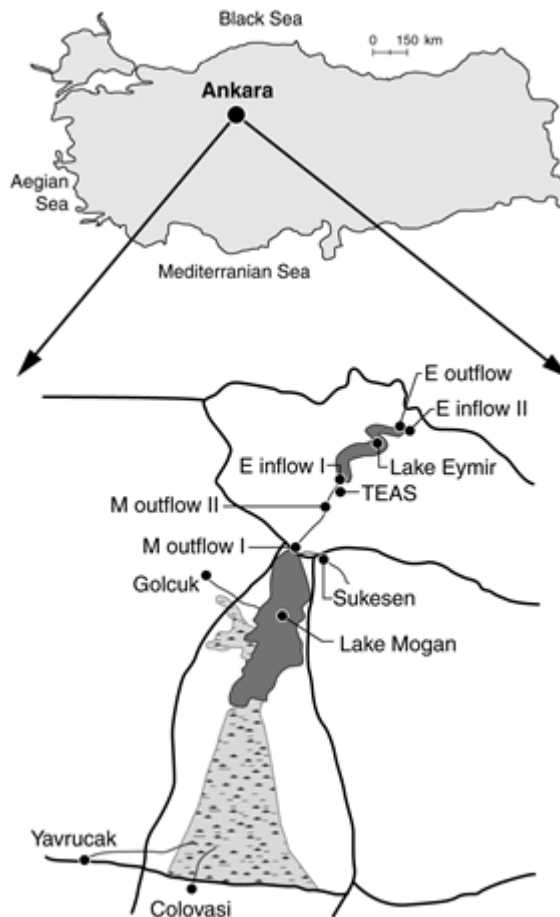 Black Sea
0 150 km
Ankara
Aegian
Sea
Mediterranian Sea
E outflow
E inflow II
E inflow I
Lake Eymir
TEAS
M outflow II
M outflow I
Golcuk
Sukesen
Lake Mogan
Yavrucak
Colovasi